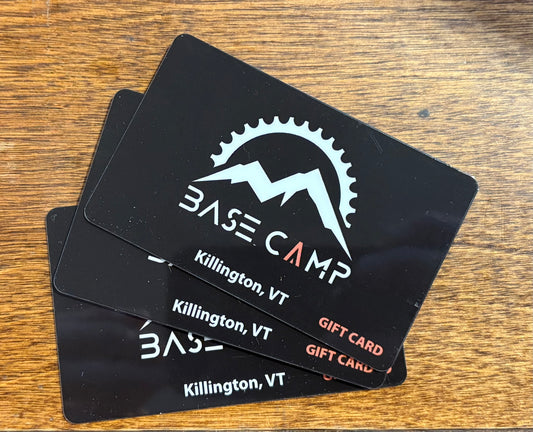 BASE CAMP
Killington, VT
GIFT CARD
Killington, VT
GIFT CARD
BASE
Killington, VT